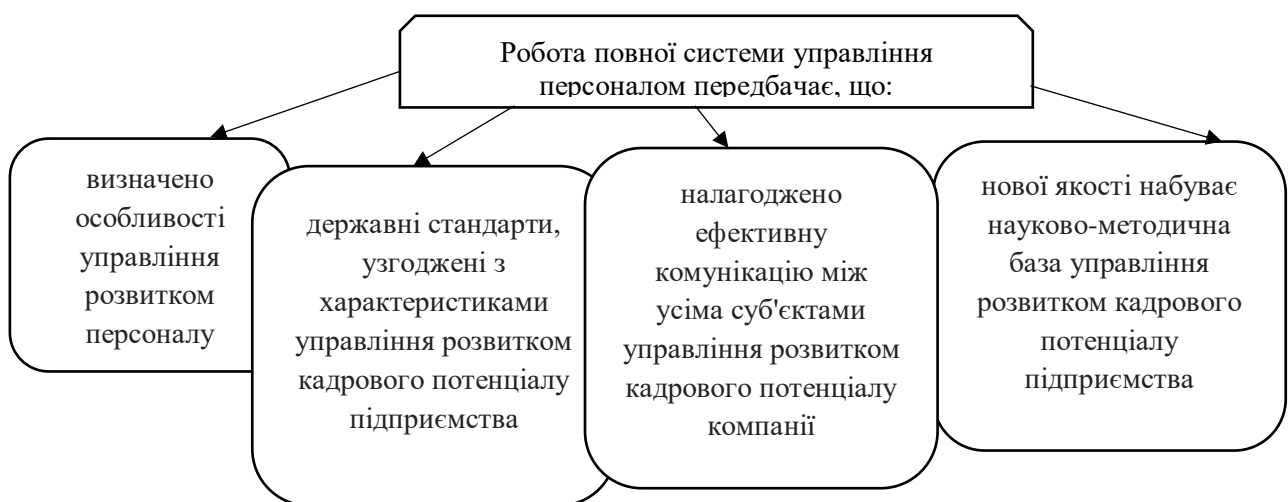 Робота повної системи управління
персоналом передбачає, що:
визначено
особливості
управління
розвитком
персоналу
державні стандарти,
узгоджені з
характеристиками
управління розвитком
кадрового потенціалу
підприємства
налагоджено
ефективну
комунікацію між
усіма суб'єктами
управління розвитком
кадрового потенціалу
компанії
нової якості набуває
науково-методична
база управління
розвитком кадрового
потенціалу
підприємства